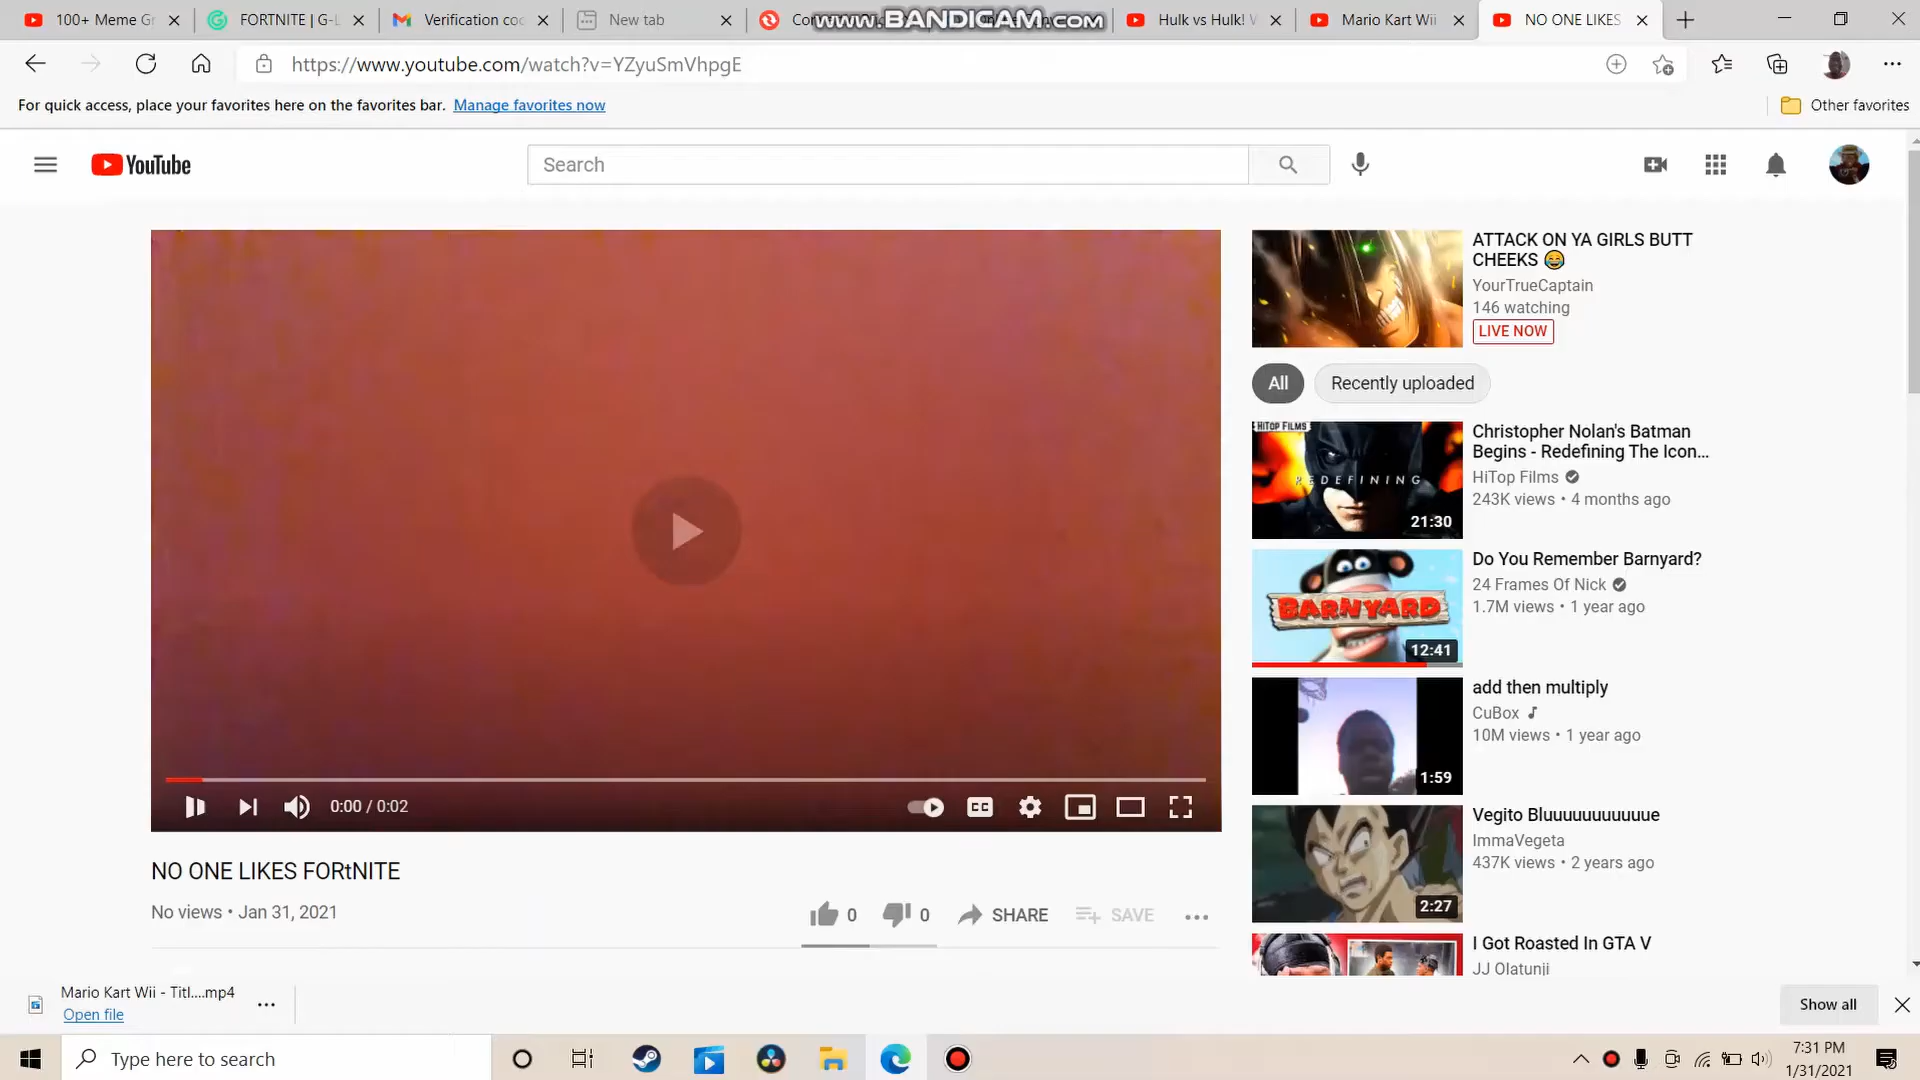 100+ Meme Gr
FORTNITE | G-L
Verification co
New tab
Con
www.BANDICAM.com
Hulk vs Hulk! W
Mario Kart Wii
NO ONE LIKES
https://www.youtube.com/watch?v=YZyuSmVhpgE
For quick access, place your favorites here on the favorites bar. Manage favorites now
Other favorites
YouTube
Search
ATTACK ON YA GIRLS BUTT
CHEEKS 😂
YourTrueCaptain
146 watching
LIVE NOW
All
Recently uploaded
HiTOP FILMS
REDEFINING
21:30
Christopher Nolan's Batman
Begins - Redefining The Icon...
HiTop Films
243K views • 4 months ago
BARNYARD
12:41
Do You Remember Barnyard?
24 Frames Of Nick
1.7M views • 1 year ago
1:59
add then multiply
CuBox ♪
10M views • 1 year ago
2:27
Vegito Bluuuuuuuuuuue
ImmaVegeta
437K views • 2 years ago
I Got Roasted In GTA V
JJ Olatunji
0:00 / 0:02
CC
NO ONE LIKES FORtNITE
No views • Jan 31, 2021
0
0
SHARE
SAVE
Mario Kart Wii - Titl....mp4
Open file
Show all
Type here to search
7:31 PM
1/31/2021